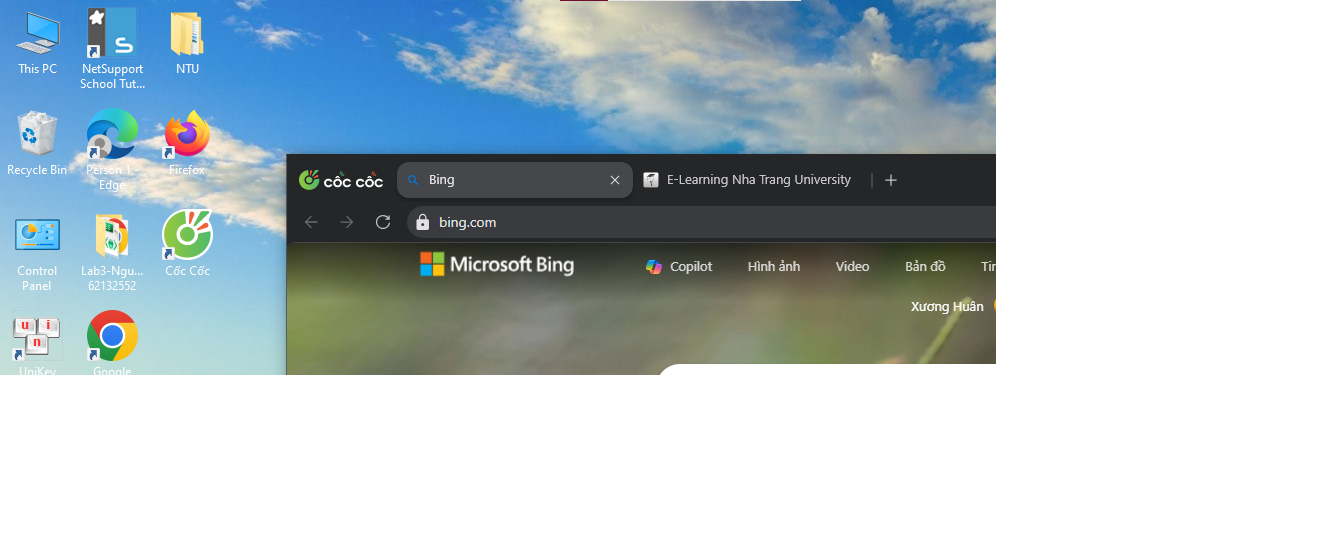 This PC
NetSupport
School Tut...
NTU
Recycle Bin
Person 1 -
Edge
Firefox
Control
Panel
Lab3-Ngu...
62132552
Cốc Cốc
UniKey
Google
cốc cốc
Bing
E-Learning Nha Trang University
bing.com
Microsoft Bing
Copilot
Hình ảnh
Video
Bản đồ
Xương Huân